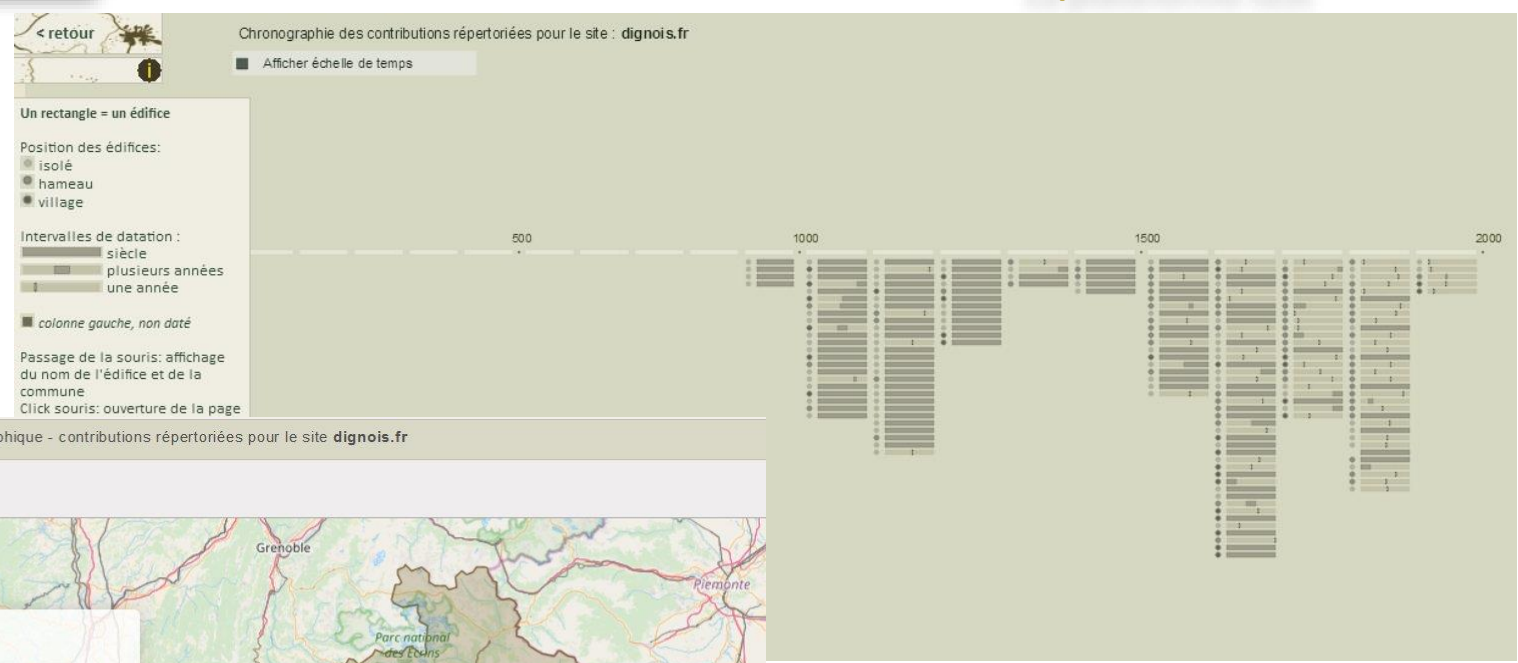 < retour
Chronographie des contributions répertoriées pour le site : dignois.fr
i
Afficher échelle de temps
Un rectangle = un édifice
Position des édifices:
isolé
hameau
village
Intervalles de datation :
siècle
plusieurs années
une année
colonne gauche, non daté
Passage de la souris: affichage
du nom de l'édifice et de la
commune
Click souris: ouverture de la page
500
1000
1500
2000
phique - contributions répertoriées pour le site dignois.fr
Grenoble
Piemonte
Parc national
des Ecrins